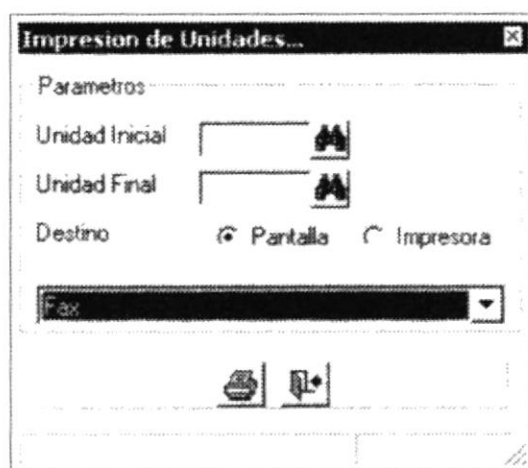 Impresion de Unidades...
Parametros
Unidad Inicial
Unidad Final
Destino Pantalla Impresora
Fax